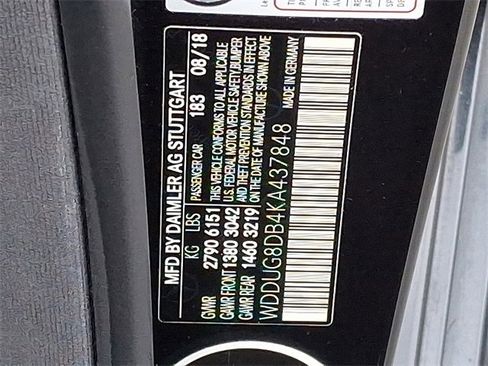 MFD BY DAIMLER AG STUTTGART
KG LBS PASSENGER CAR 183 08/18
GWR 2790 6151 THIS VEHICLE CONFORMS TO ALL APPLICABLE
GAWR FRONT 1380 3042 U.S. FEDERAL MOTOR VEHICLE SAFETY, BUMPER
GAWR REAR 1460 3219 AND THEFT PREVENTION STANDARDS IN EFFECT
ON THE DATE OF MANUFACTURE SHOWN ABOVE
WDDUG8DB4KA437848 MADE IN GERMANY